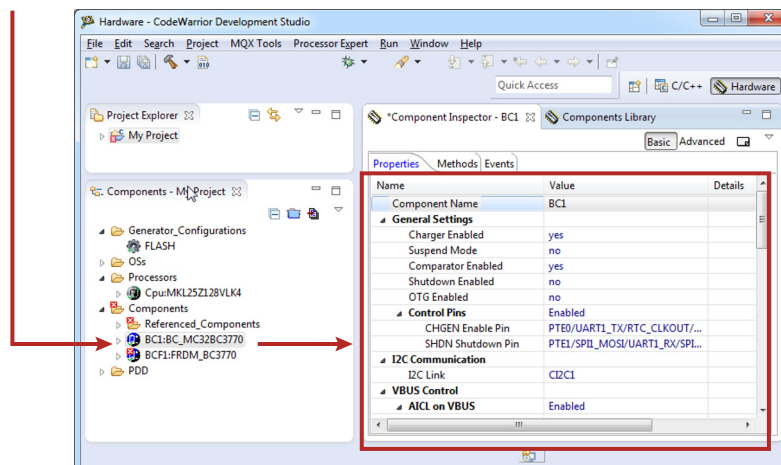 Hardware - CodeWarrior Development Studio
File Edit Search Project MQX Tools Processor Expert Run Window Help
Quick Access
C/C++ Hardware
Project Explorer
My Project
Components - My Project
Generator_Configurations
FLASH
OSs
Processors
Cpu:MKL25Z128VLK4
Components
Referenced_Components
BC1:BC_MC32BC3770
BCF1:FRDM_BC3770
PDD
*Component Inspector - BC1 Components Library
Basic Advanced
Properties Methods Events
Name Value Details
Component Name BC1
General Settings
Charger Enabled yes
Suspend Mode no
Comparator Enabled yes
Shutdown Enabled no
OTG Enabled no
Control Pins Enabled
CHGEN Enable Pin PTE0/UART1_TX/RTC_CLKOUT/...
SHDN Shutdown Pin PTE1/SPI1_MOSI/UART1_RX/SPI...
I2C Communication
I2C Link CI2C1
VBUS Control
AICL on VBUS Enabled